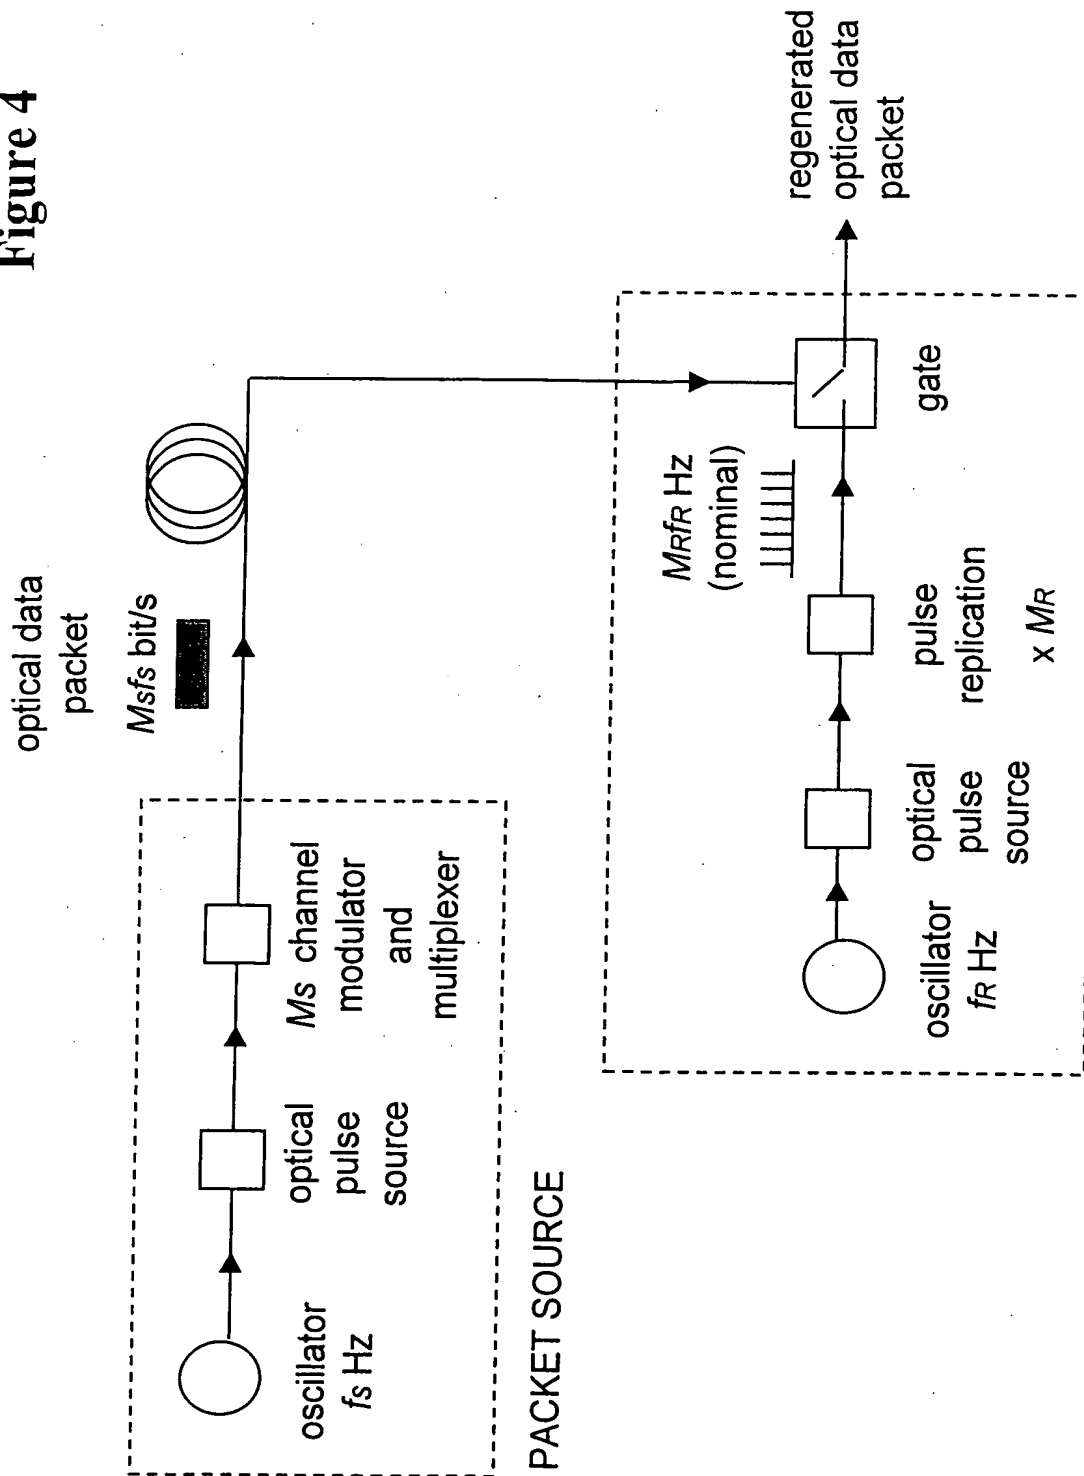 Figure 4
optical data
packet
Msfs bit/s
oscillator
fs Hz
optical
pulse
source
Ms channel
modulator
and
multiplexer
PACKET SOURCE
MRfR Hz
(nominal)
oscillator
fR Hz
optical
pulse
source
pulse
replication
x MR
gate
regenerated
optical data
packet